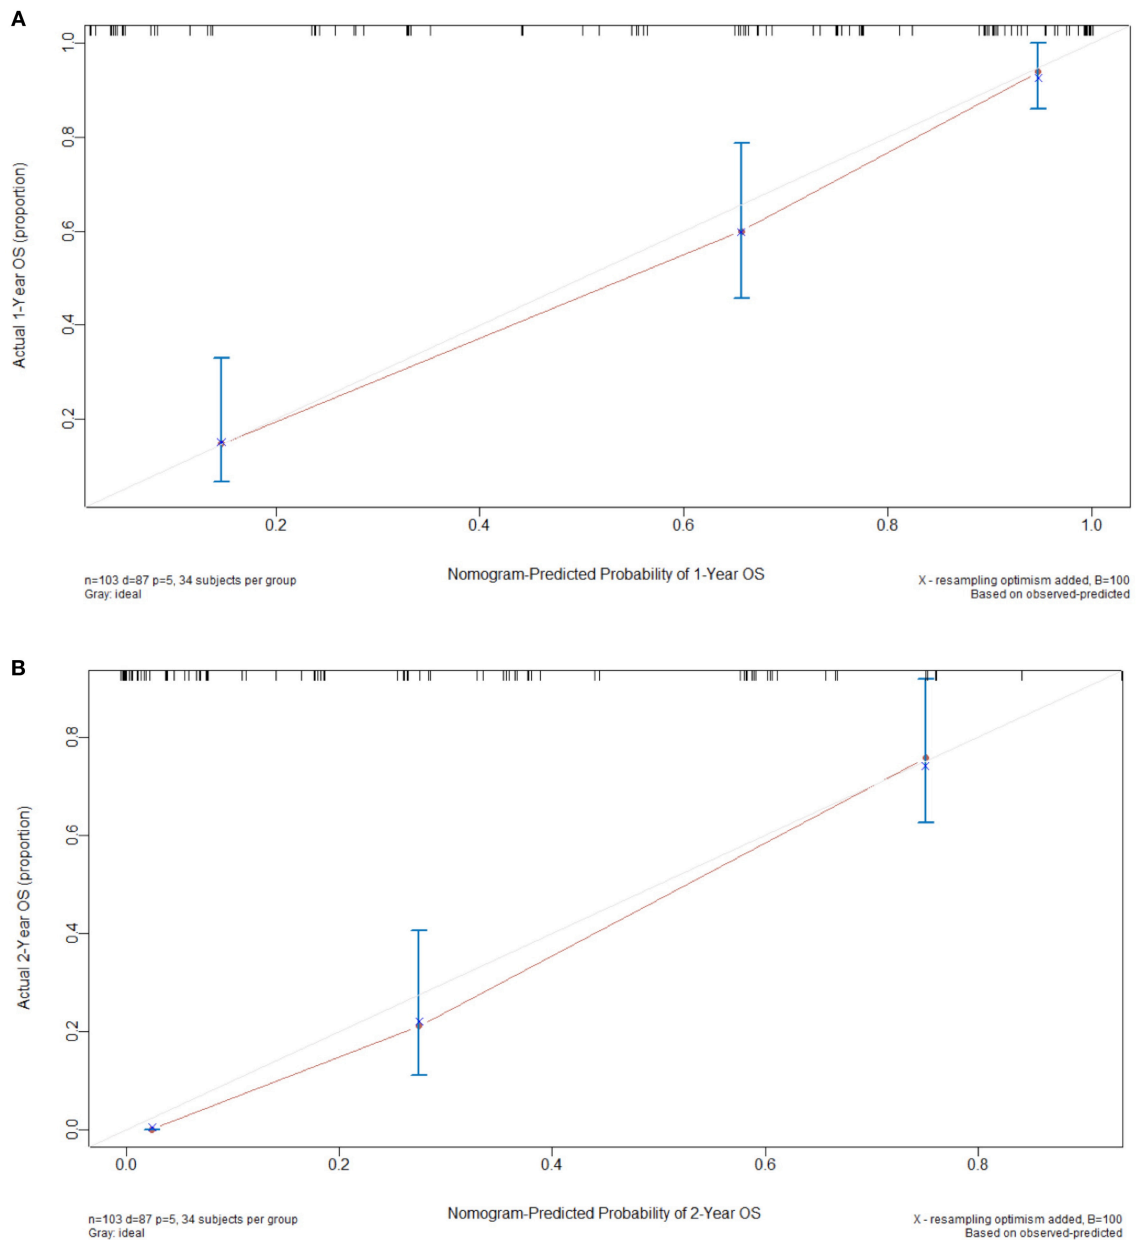 A
1.0
0.8
0.6
0.4
0.2
Actual 1-Year OS (proportion)
0.2 0.4 0.6 0.8 1.0
Nomogram-Predicted Probability of 1-Year OS
n=103 d=87 p=5, 34 subjects per group
Gray: ideal
X - resampling optimism added, B=100
Based on observed-predicted
B
0.8
0.6
0.4
0.2
0.0
Actual 2-Year OS (proportion)
0.0 0.2 0.4 0.6 0.8
Nomogram-Predicted Probability of 2-Year OS
n=103 d=87 p=5, 34 subjects per group
Gray: ideal
X - resampling optimism added, B=100
Based on observed-predicted